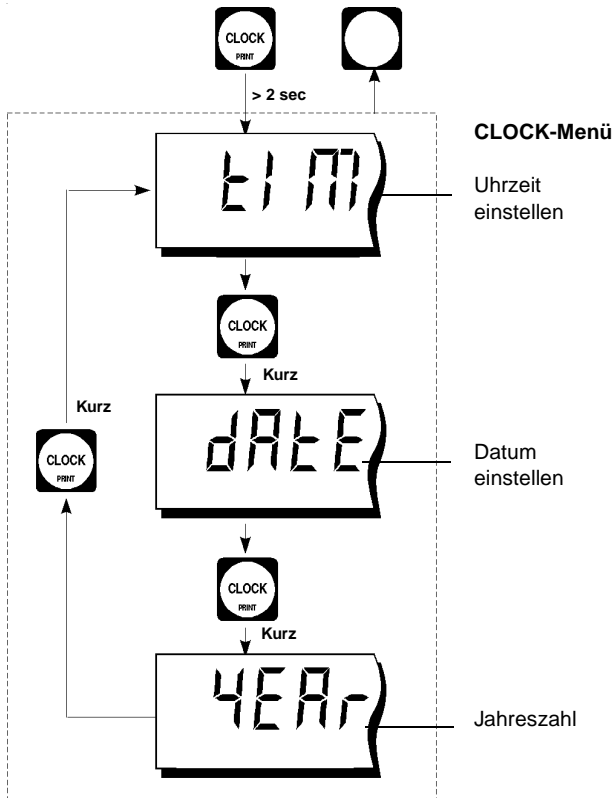 CLOCK
PRINT
> 2 sec
CLOCK-Menü
tIM
Uhrzeit
einstellen
CLOCK
PRINT
Kurz
Kurz
dAtE
CLOCK
PRINT
Datum
einstellen
CLOCK
PRINT
Kurz
YEAr
Jahreszahl